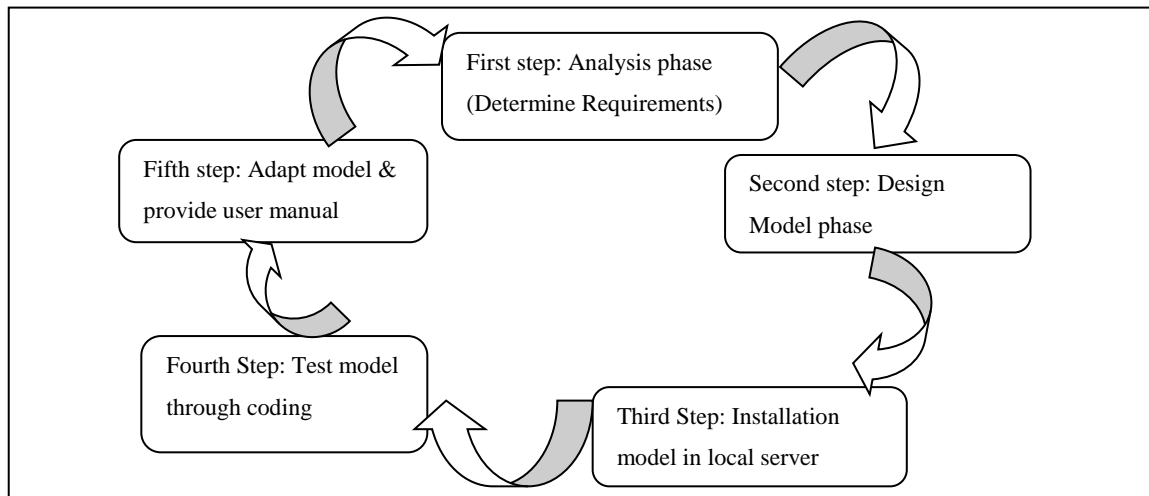 First step: Analysis phase
(Determine Requirements)
Second step: Design
Model phase
Third Step: Installation
model in local server
Fourth Step: Test model
through coding
Fifth step: Adapt model &
provide user manual